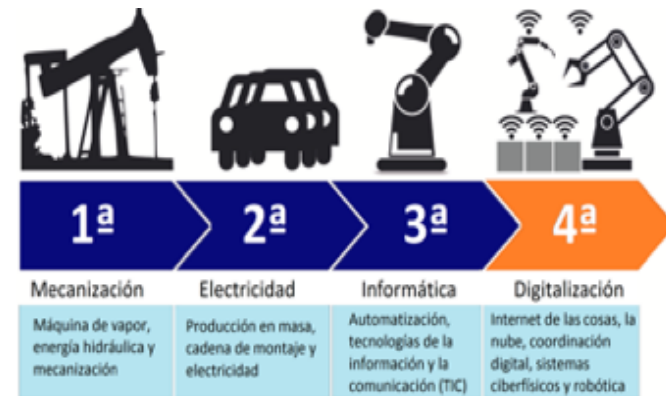 1ª
2ª
3ª
4ª
Mecanización
Electricidad
Informática
Digitalización
Máquina de vapor,
energía hidráulica y
mecanización
Producción en masa,
cadena de montaje y
electricidad
Automatización,
tecnologías de la
información y la
comunicación (TIC)
Internet de las cosas, la
nube, coordinación
digital, sistemas
ciberfísicos y robótica